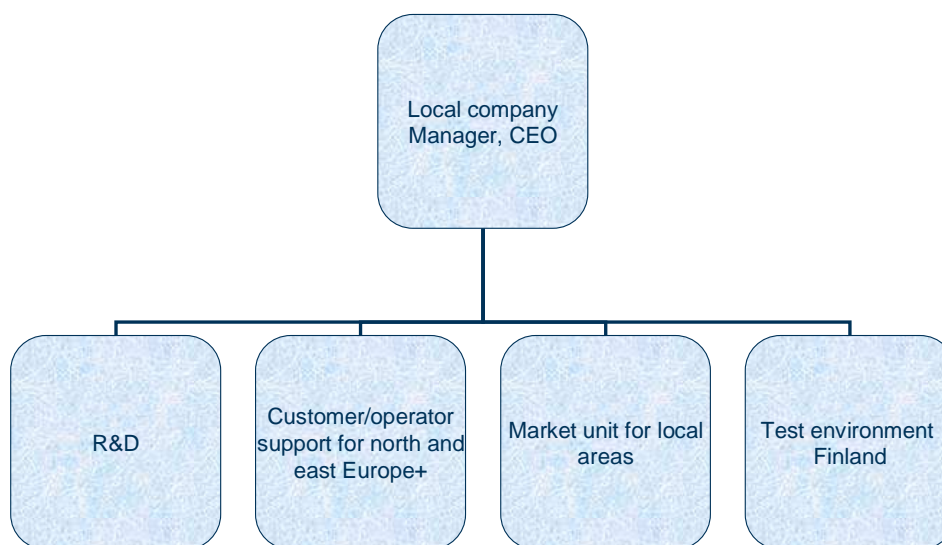 Local company
Manager, CEO
R&D
Customer/operator
support for north and
east Europe+
Market unit for local
areas
Test environment
Finland